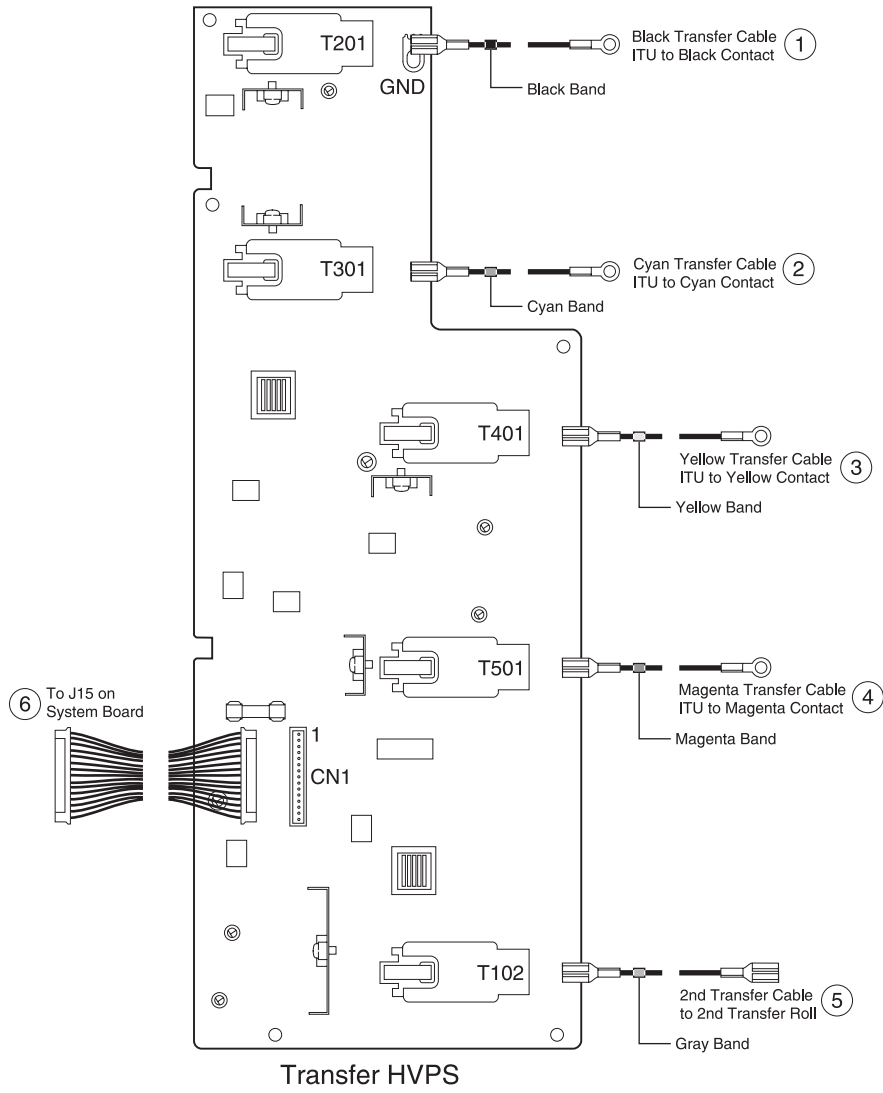 T201
GND
Black Transfer Cable
ITU to Black Contact
1
Black Band
T301
Cyan Transfer Cable
ITU to Cyan Contact
2
Cyan Band
T401
Yellow Transfer Cable
ITU to Yellow Contact
3
Yellow Band
T501
Magenta Transfer Cable
ITU to Magenta Contact
4
Magenta Band
6
To J15 on
System Board
1
CN1
T102
2nd Transfer Cable
to 2nd Transfer Roll
5
Gray Band
Transfer HVPS